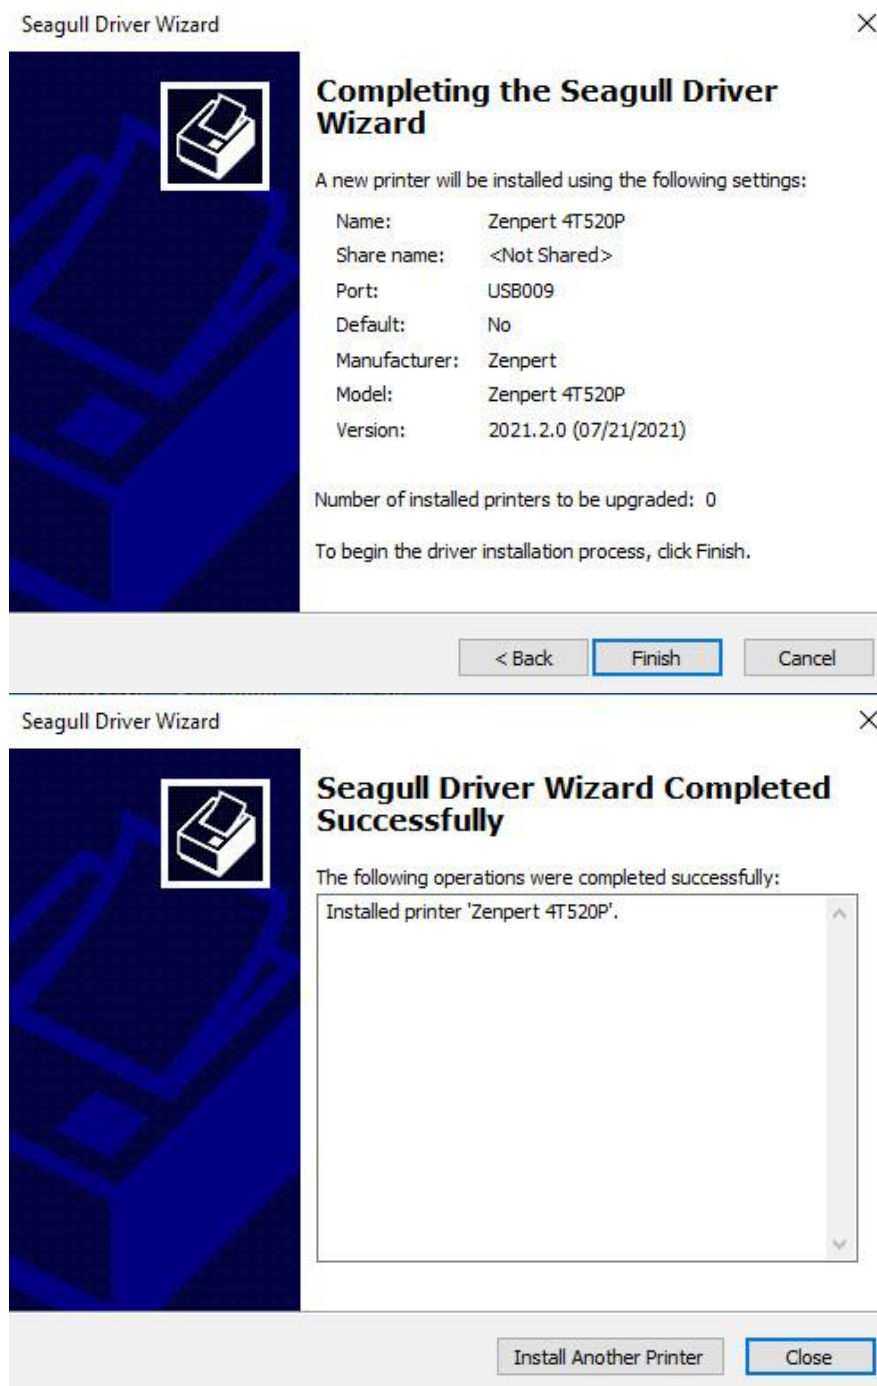 Seagull Driver Wizard
Completing the Seagull Driver
Wizard
A new printer will be installed using the following settings:
Name: Zenpert 4T520P
Share name: <Not Shared>
Port: USB009
Default: No
Manufacturer: Zenpert
Model: Zenpert 4T520P
Version: 2021.2.0 (07/21/2021)
Number of installed printers to be upgraded: 0
To begin the driver installation process, click Finish.
< Back Finish Cancel
Seagull Driver Wizard
Seagull Driver Wizard Completed
Successfully
The following operations were completed successfully:
Installed printer 'Zenpert 4T520P'.
Install Another Printer Close